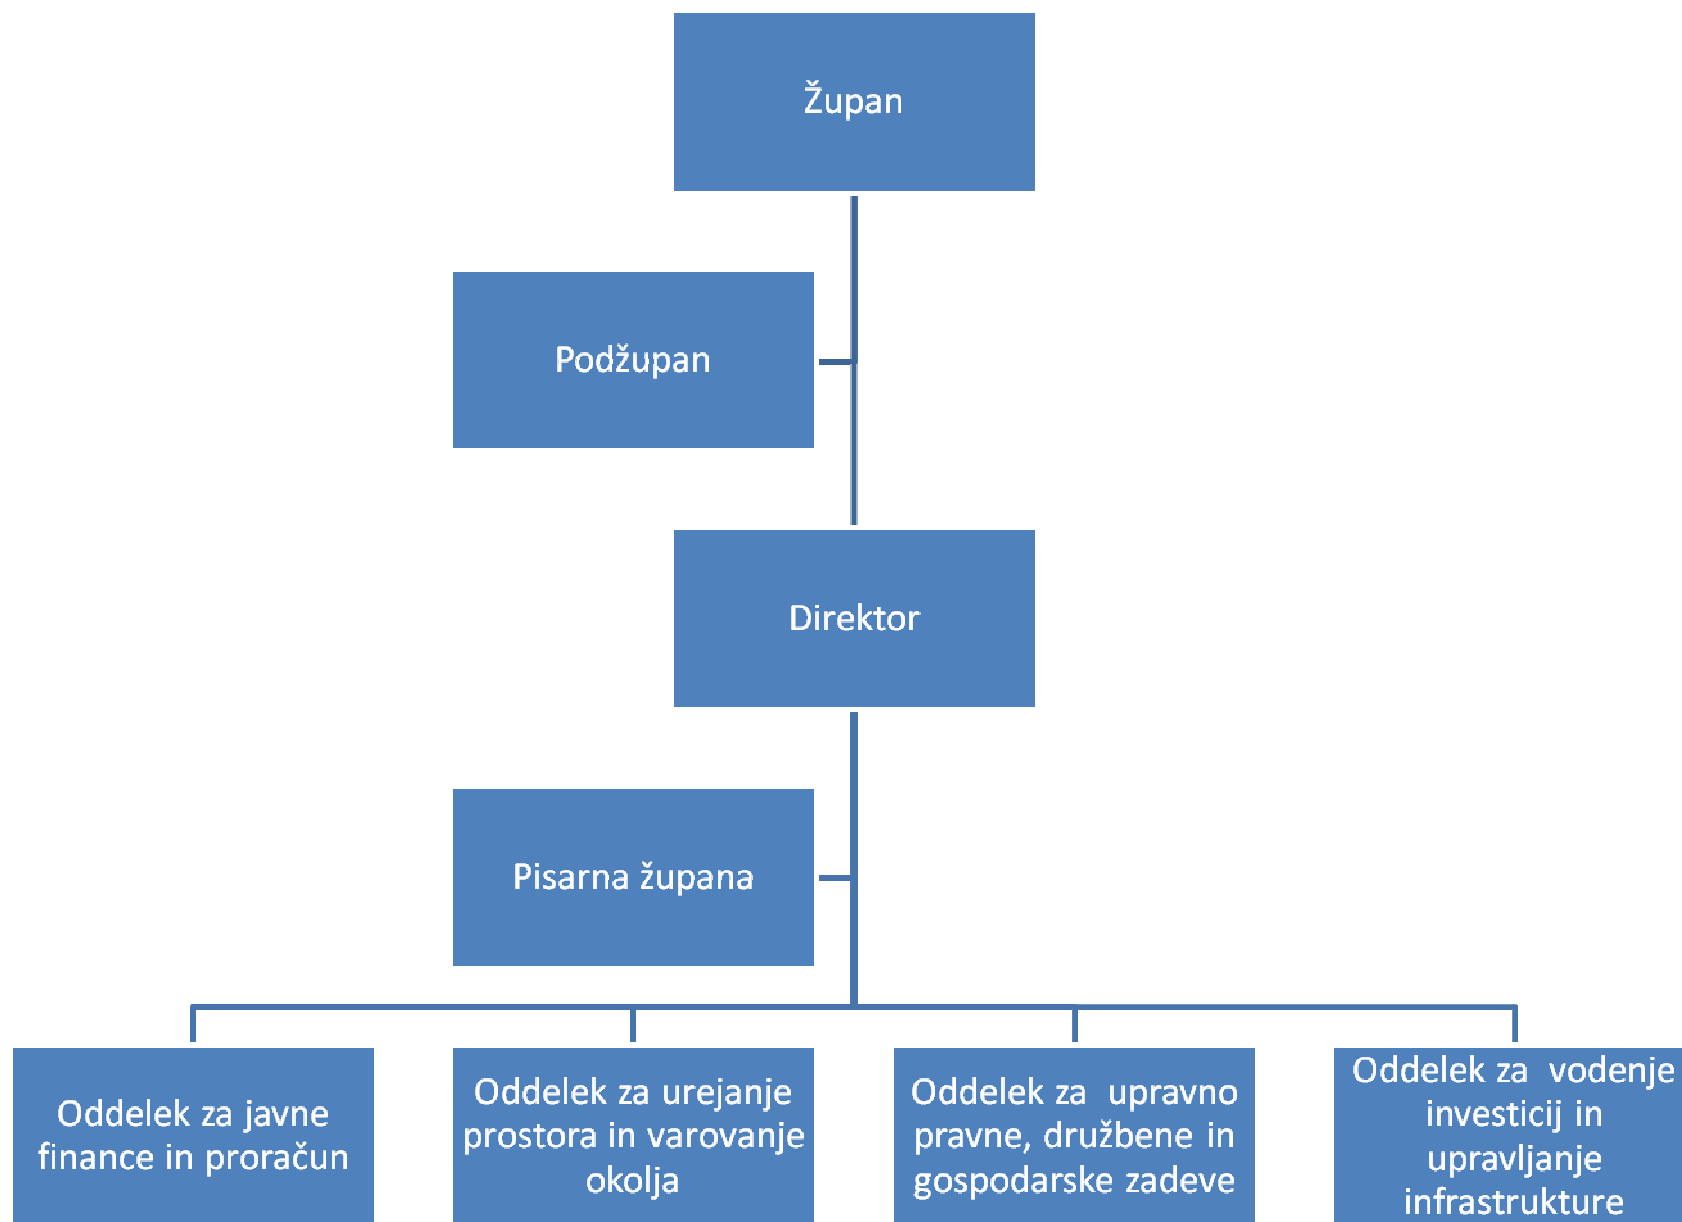 Župan
Podžupan
Direktor
Pisarna župana
Oddelek za javne
finance in proračun
Oddelek za urejanje
prostora in varovanje
okolja
Oddelek za  upravno
pravne, družbene in
gospodarske zadeve
Oddelek za  vodenje
investicij in
upravljanje
infrastrukture